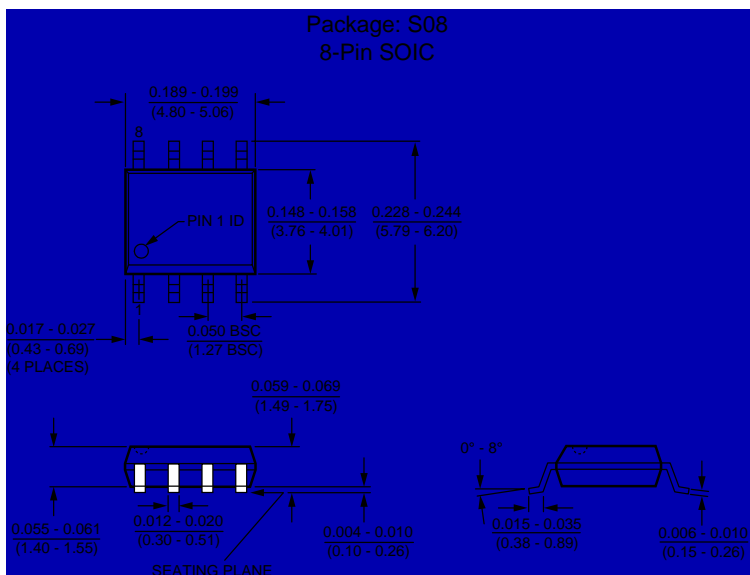 Package: S08
8-Pin SOIC
0.189 - 0.199
(4.80 - 5.06)
8
PIN 1 ID
0.148 - 0.158
(3.76 - 4.01)
0.228 - 0.244
(5.79 - 6.20)
0.017 - 0.027
(0.43 - 0.69)
(4 PLACES)
0.050 BSC
(1.27 BSC)
0.059 - 0.069
(1.49 - 1.75)
0° - 8°
0.055 - 0.061
(1.40 - 1.55)
0.012 - 0.020
(0.30 - 0.51)
0.004 - 0.010
(0.10 - 0.26)
0.015 - 0.035
(0.38 - 0.89)
0.006 - 0.010
(0.15 - 0.26)
SEATING PLANE